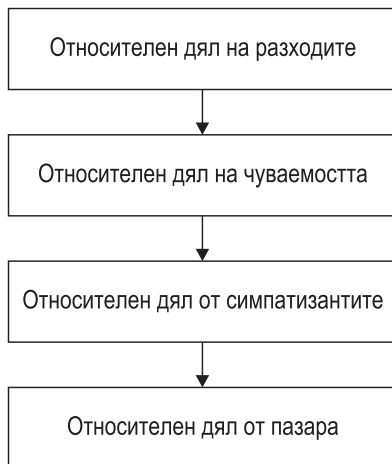 Относителен дял на разходите
Относителен дял на чуваемостта
Относителен дял от симпатизантите
Относителен дял от пазара